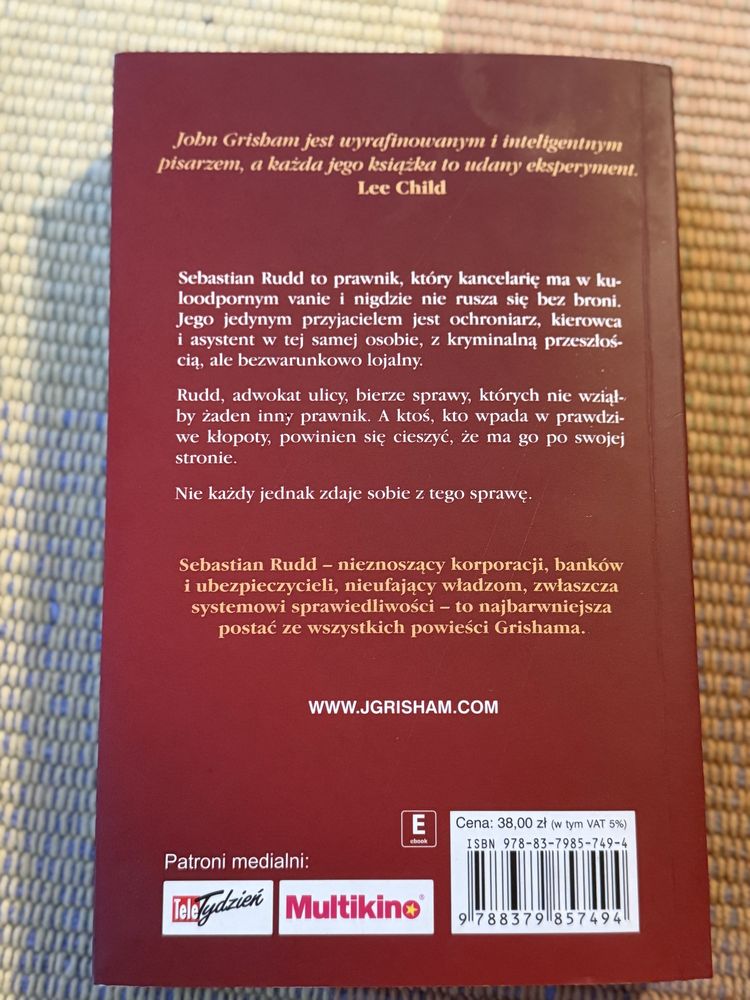 John Grisham jest wyrafinowanym i inteligentnym
pisarzem, a każda jego książka to udany eksperyment.
Lee Child
Sebastian Rudd to prawnik, który kancelarię ma w ku-
loodpornym vanie i nigdzie nie rusza się bez broni.
Jego jedynym przyjacielem jest ochroniarz, kierowca
i asystent w tej samej osobie, z kryminalną przeszłoś-
cią, ale bezwarunkowo lojalny.
Rudd, adwokat ulicy, bierze sprawy, których nie wziął-
by żaden inny prawnik. A ktoś, kto wpada w prawdzi-
we kłopoty, powinien się cieszyć, że ma go po swojej
stronie.
Nie każdy jednak zdaje sobie z tego sprawę.
Sebastian Rudd – nieznoszący korporacji, banków
i ubezpieczycieli, nieufający władzom, zwłaszcza
systemowi sprawiedliwości – to najbarwniejsza
postać ze wszystkich powieści Grishama.
WWW.JGRISHAM.COM
E
ebook
Cena: 38,00 zł (w tym VAT 5%)
ISBN 978-83-7985-749-4
9 788379 857494
Patroni medialni:
Tele Tydzień
Multikino®